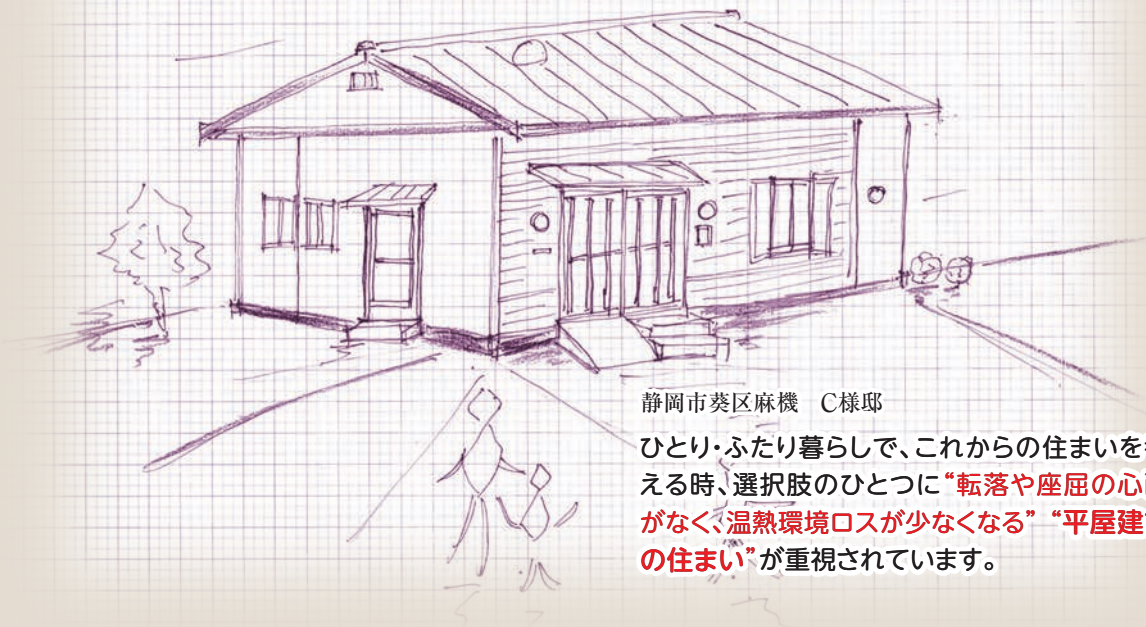 静岡市葵区麻機　C様邸
ひとり・ふたり暮らしで、これからの住まいを
える時、選択肢のひとつに“転落や座屈の心
がなく、温熱環境ロスが少なくなる”“平屋建
の住まい”が重視されています。